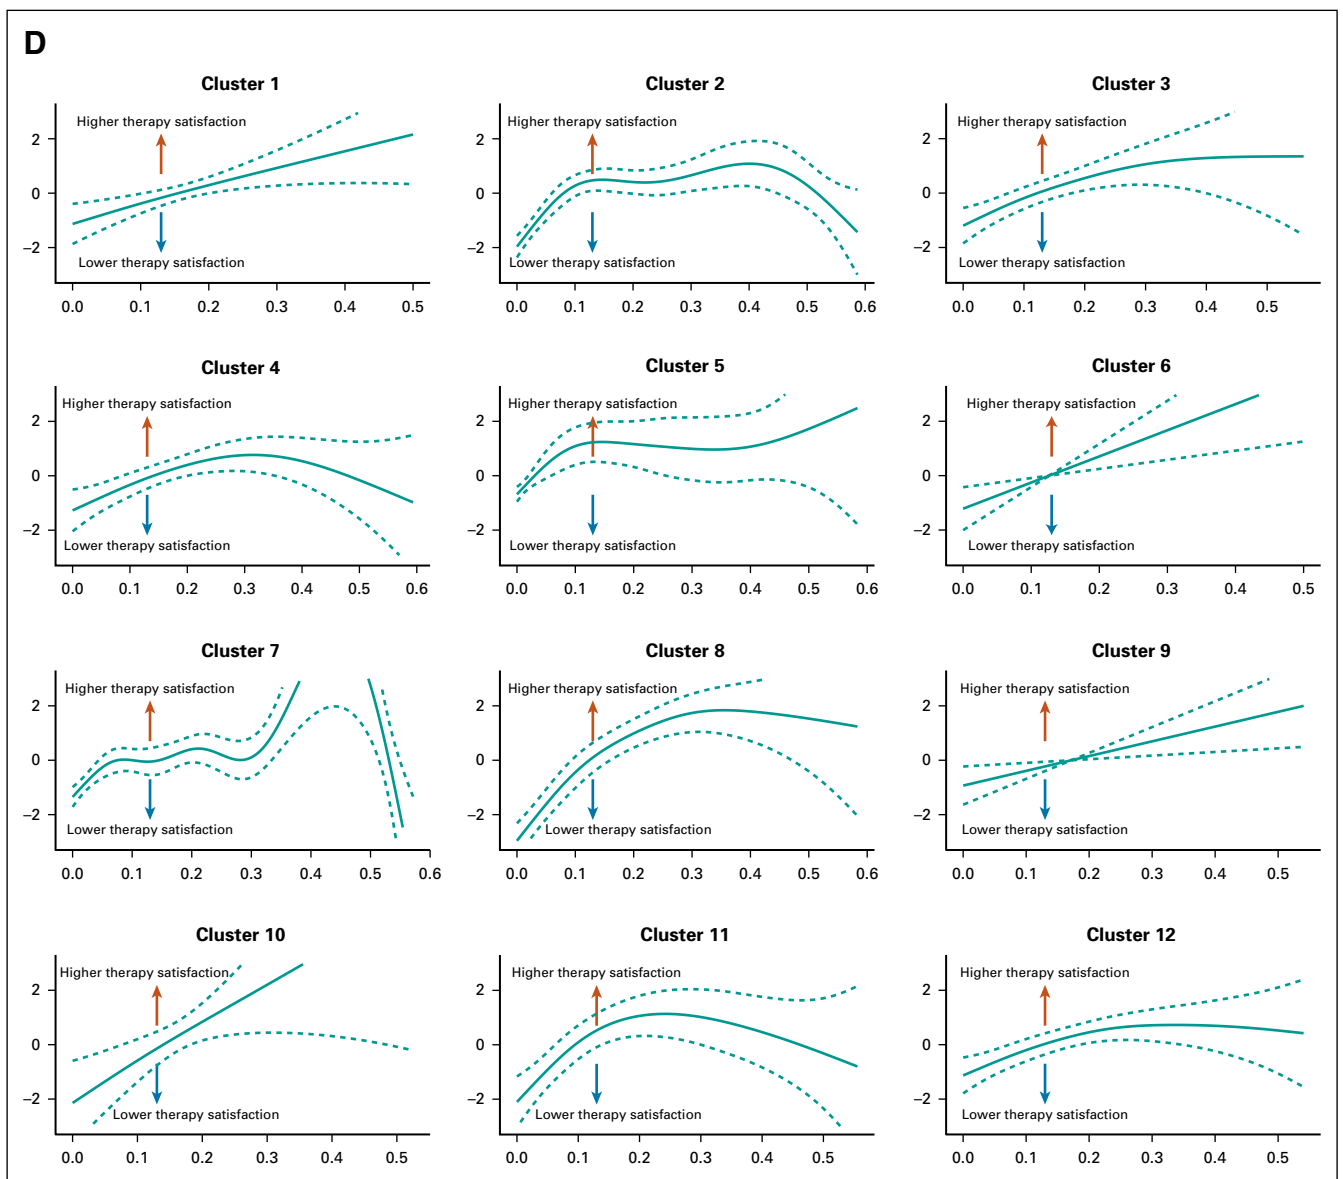 D
Cluster 1
Higher therapy satisfaction
2
0
–2
Lower therapy satisfaction
0.0 0.1 0.2 0.3 0.4 0.5
Cluster 2
Higher therapy satisfaction
2
0
–2
Lower therapy satisfaction
0.0 0.1 0.2 0.3 0.4 0.5 0.6
Cluster 3
Higher therapy satisfaction
2
0
–2
Lower therapy satisfaction
0.0 0.1 0.2 0.3 0.4 0.5
Cluster 4
Higher therapy satisfaction
2
0
–2
Lower therapy satisfaction
0.0 0.1 0.2 0.3 0.4 0.5 0.6
Cluster 5
Higher therapy satisfaction
2
0
–2
Lower therapy satisfaction
0.0 0.1 0.2 0.3 0.4 0.5 0.6
Cluster 6
Higher therapy satisfaction
2
0
–2
Lower therapy satisfaction
0.0 0.1 0.2 0.3 0.4 0.5
Cluster 7
Higher therapy satisfaction
2
0
–2
Lower therapy satisfaction
0.0 0.1 0.2 0.3 0.4 0.5 0.6
Cluster 8
Higher therapy satisfaction
2
0
–2
Lower therapy satisfaction
0.0 0.1 0.2 0.3 0.4 0.5 0.6
Cluster 9
Higher therapy satisfaction
2
0
–2
Lower therapy satisfaction
0.0 0.1 0.2 0.3 0.4 0.5
Cluster 10
Higher therapy satisfaction
2
0
–2
Lower therapy satisfaction
0.0 0.1 0.2 0.3 0.4 0.5
Cluster 11
Higher therapy satisfaction
2
0
–2
Lower therapy satisfaction
0.0 0.1 0.2 0.3 0.4 0.5
Cluster 12
Higher therapy satisfaction
2
0
–2
Lower therapy satisfaction
0.0 0.1 0.2 0.3 0.4 0.5